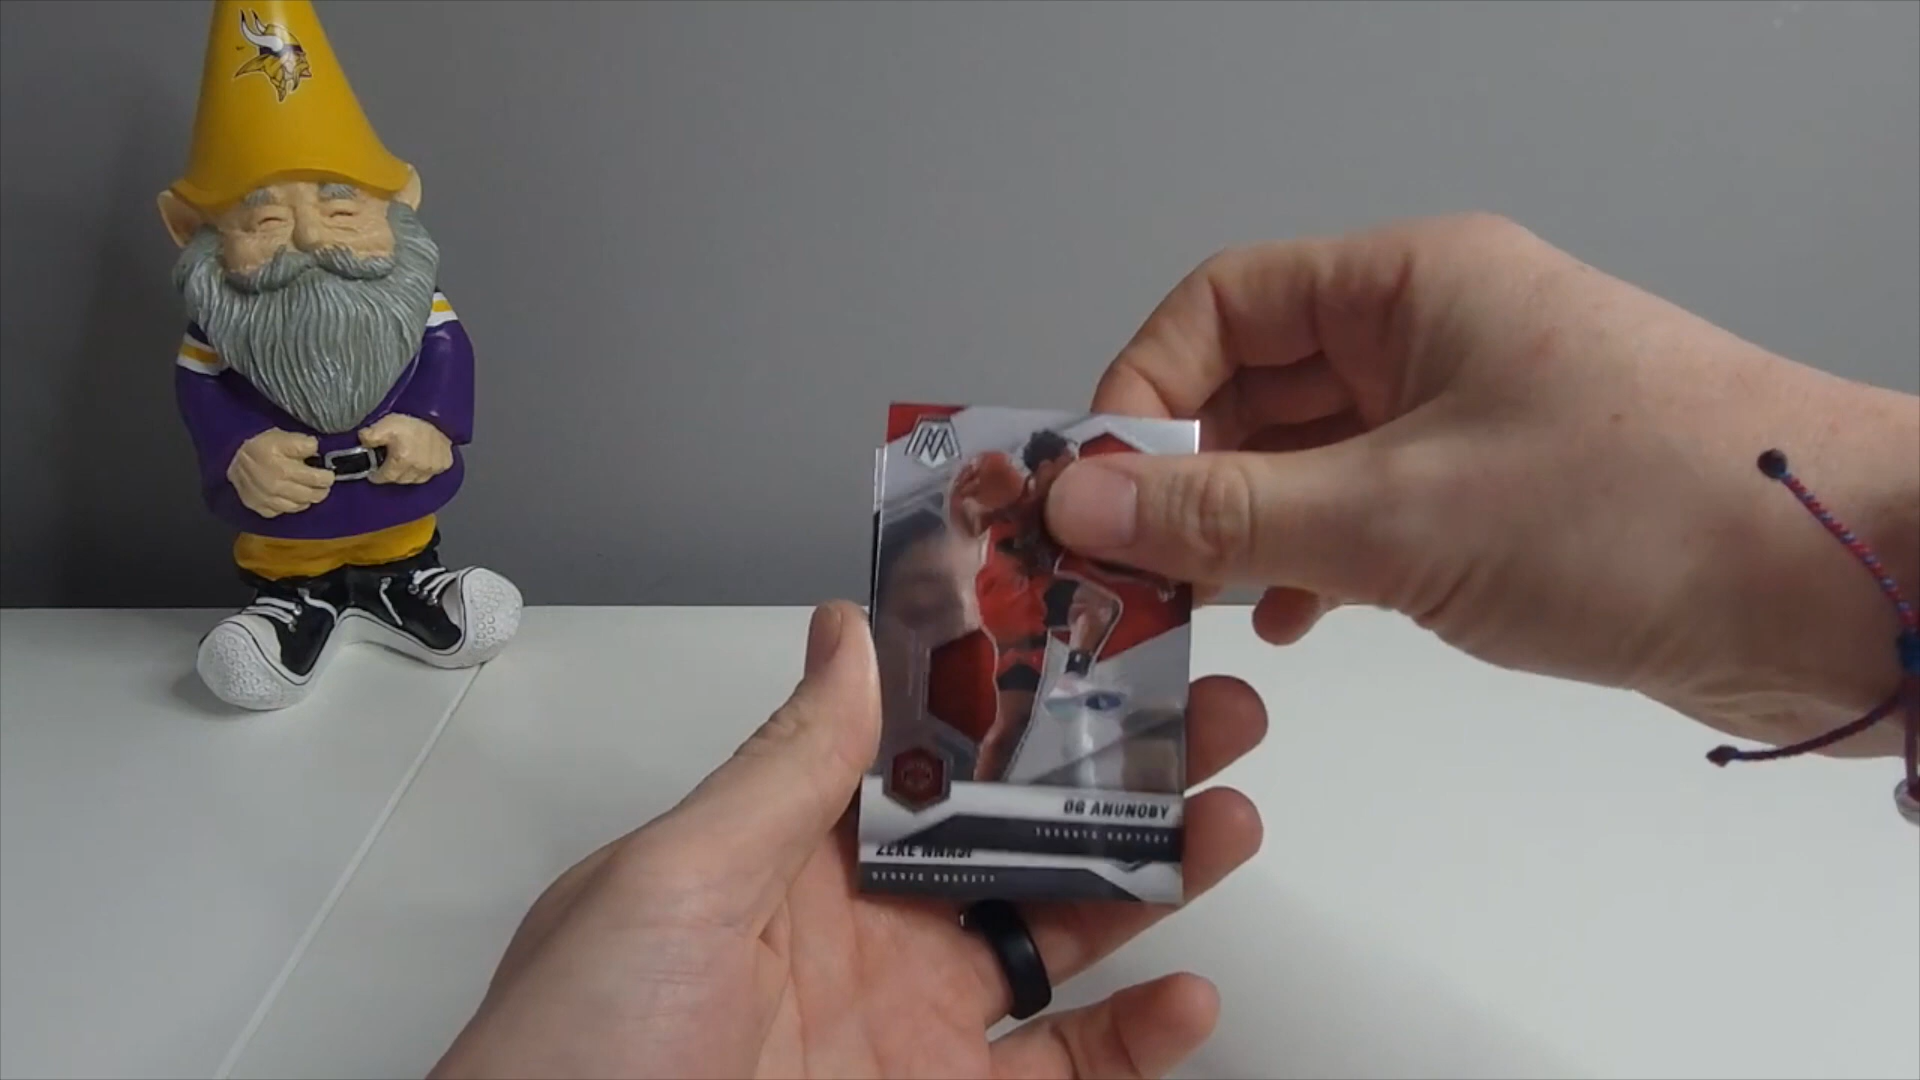 OG ANUNOBY
TORONTO RAPTORS
ZEKE NNAJI
DENVER NUGGETS